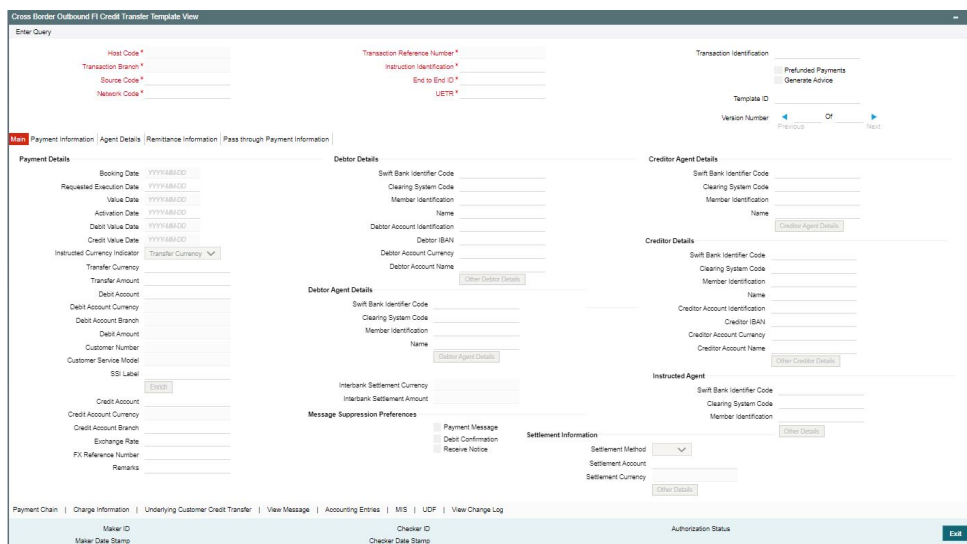 Cross Border Outbound FI Credit Transfer Template View
Enter Query
Host Code *
Transaction Branch *
Source Code *
Network Code *
Transaction Reference Number *
Instruction Identification *
End to End ID *
UETR *
Transaction Identification
Prefunded Payments
Generate Advice
Template ID
Version Number Of
Previous Next
Main Payment Information Agent Details Remittance Information Pass through Payment Information
Payment Details
Booking Date YYYY-MM-DD
Requested Execution Date YYYY-MM-DD
Value Date YYYY-MM-DD
Activation Date YYYY-MM-DD
Debit Value Date YYYY-MM-DD
Credit Value Date YYYY-MM-DD
Instructed Currency Indicator Transfer Currency
Transfer Currency
Transfer Amount
Debit Account
Debit Account Currency
Debit Account Branch
Debit Amount
Customer Number
Customer Service Model
SSI Label
Enrich
Credit Account
Credit Account Currency
Credit Account Branch
Exchange Rate
FX Reference Number
Remarks
Debtor Details
Swift Bank Identifier Code
Clearing System Code
Member Identification
Name
Debtor Account Identification
Debtor IBAN
Debtor Account Currency
Debtor Account Name
Other Debtor Details
Debtor Agent Details
Swift Bank Identifier Code
Clearing System Code
Member Identification
Name
Debtor Agent Details
Interbank Settlement Currency
Interbank Settlement Amount
Message Suppression Preferences
Payment Message
Debit Confirmation
Receive Notice
Creditor Agent Details
Swift Bank Identifier Code
Clearing System Code
Member Identification
Name
Creditor Agent Details
Creditor Details
Swift Bank Identifier Code
Clearing System Code
Member Identification
Name
Creditor Account Identification
Creditor IBAN
Creditor Account Currency
Creditor Account Name
Other Creditor Details
Instructed Agent
Swift Bank Identifier Code
Clearing System Code
Member Identification
Other Details
Settlement Information
Settlement Method
Settlement Account
Settlement Currency
Other Details
Payment Chain | Charge Information | Underlying Customer Credit Transfer | View Message | Accounting Entries | MIS | UDF | View Change Log
Maker ID
Maker Date Stamp
Checker ID
Checker Date Stamp
Authorization Status
Exit